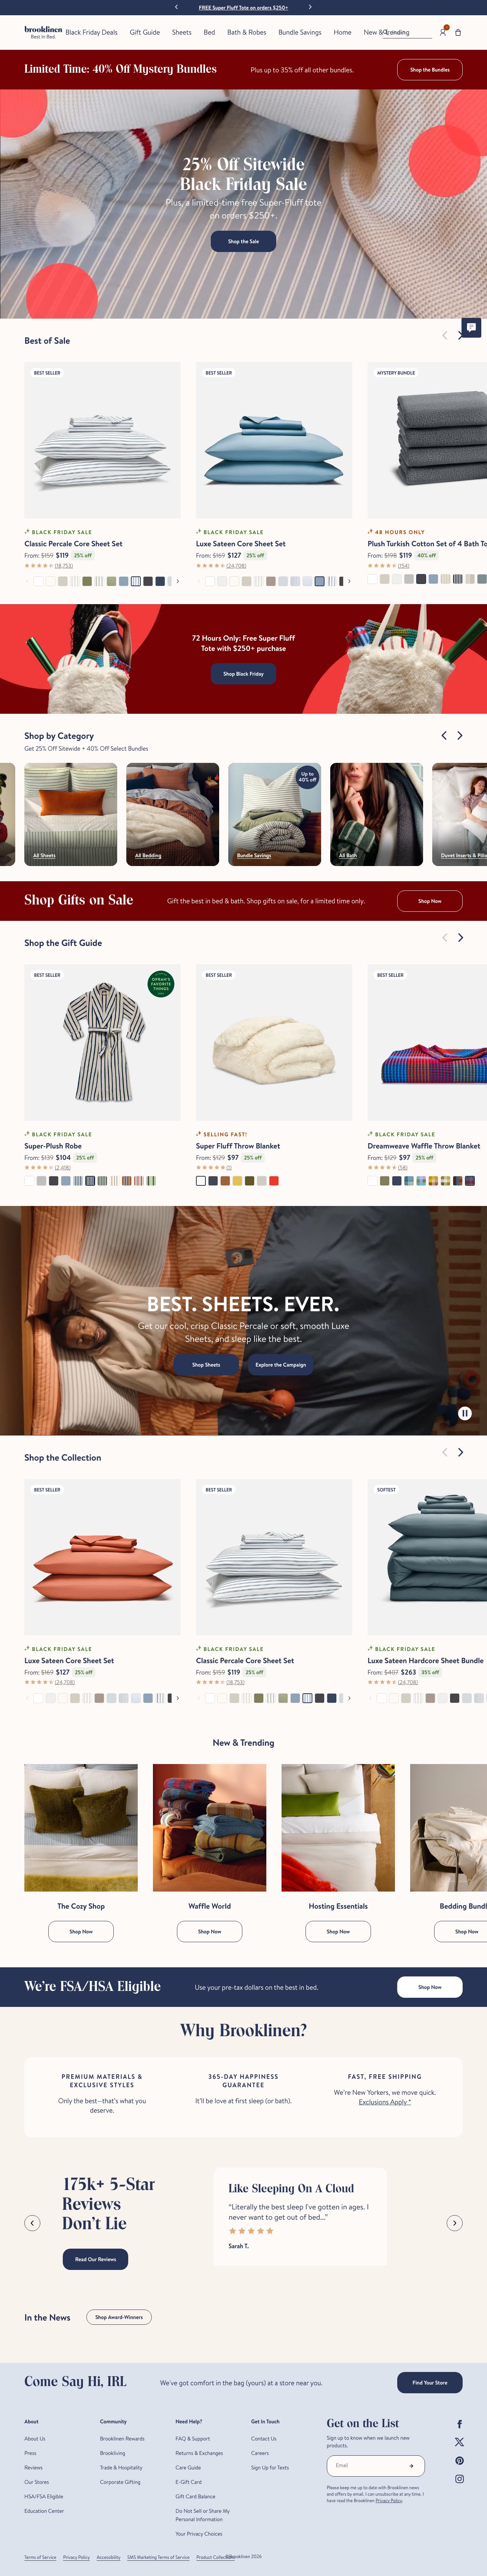 FREE Super Fluff Tote on orders $250+
brooklinen
Best In Bed.
Black Friday Deals
Gift Guide
Sheets
Bed
Bath & Robes
Bundle Savings
Home
New & Trending
Limited Time: 40% Off Mystery Bundles
Plus up to 35% off all other bundles.
Shop the Bundles
25% Off Sitewide
Black Friday Sale
Plus, a limited-time free Super-Fluff tote
on orders $250+.
Shop the Sale
Best of Sale
BEST SELLER
BLACK FRIDAY SALE
Classic Percale Core Sheet Set
From: $159 $119 25% off
(18,753)
BEST SELLER
BLACK FRIDAY SALE
Luxe Sateen Core Sheet Set
From: $169 $127 25% off
(24,708)
MYSTERY BUNDLE
48 HOURS ONLY
Plush Turkish Cotton Set of 4 Bath To
From: $198 $119 40% off
(154)
72 Hours Only: Free Super Fluff
Tote with $250+ purchase
Shop Black Friday
Shop by Category
Get 25% Off Sitewide + 40% Off Select Bundles
All Sheets
All Bedding
Up to
40% off
Bundle Savings
All Bath
Duvet Inserts & Pillo
Shop Gifts on Sale
Gift the best in bed & bath. Shop gifts on sale, for a limited time only.
Shop Now
Shop the Gift Guide
BEST SELLER
OPRAH'S
FAVORITE
THINGS
BLACK FRIDAY SALE
Super-Plush Robe
From: $139 $104 25% off
(2,418)
BEST SELLER
SELLING FAST!
Super Fluff Throw Blanket
From: $129 $97 25% off
(1)
BEST SELLER
BLACK FRIDAY SALE
Dreamweave Waffle Throw Blanket
From: $129 $97 25% off
(58)
BEST. SHEETS. EVER.
Get our cool, crisp Classic Percale or soft, smooth Luxe
Sheets, and sleep like the best.
Shop Sheets
Explore the Campaign
Shop the Collection
BEST SELLER
BLACK FRIDAY SALE
Luxe Sateen Core Sheet Set
From: $169 $127 25% off
(24,708)
BEST SELLER
BLACK FRIDAY SALE
Classic Percale Core Sheet Set
From: $159 $119 25% off
(18,753)
SOFTEST
BLACK FRIDAY SALE
Luxe Sateen Hardcore Sheet Bundle
From: $407 $263 35% off
(24,708)
New & Trending
The Cozy Shop
Shop Now
Waffle World
Shop Now
Hosting Essentials
Shop Now
Bedding Bundl
Shop Now
We're FSA/HSA Eligible
Use your pre-tax dollars on the best in bed.
Shop Now
Why Brooklinen?
PREMIUM MATERIALS &
EXCLUSIVE STYLES
Only the best—that's what you
deserve.
365-DAY HAPPINESS
GUARANTEE
It'll be love at first sleep (or bath).
FAST, FREE SHIPPING
We're New Yorkers, we move quick.
Exclusions Apply *
175k+ 5-Star
Reviews
Don't Lie
Read Our Reviews
Like Sleeping On A Cloud
"Literally the best sleep I've gotten in ages. I
never want to get out of bed..."
Sarah T.
In the News
Shop Award-Winners
Come Say Hi, IRL
We've got comfort in the bag (yours) at a store near you.
Find Your Store
About
About Us
Press
Reviews
Our Stores
HSA/FSA Eligible
Education Center
Community
Brooklinen Rewards
Brookliving
Trade & Hospitality
Corporate Gifting
Need Help?
FAQ & Support
Returns & Exchanges
Care Guide
E-Gift Card
Gift Card Balance
Do Not Sell or Share My
Personal Information
Your Privacy Choices
Get In Touch
Contact Us
Careers
Sign Up for Texts
Get on the List
Sign up to know when we launch new
products.
Email
Please keep me up to date with Brooklinen news
and offers by email. I can unsubscribe at any time. I
have read the Brooklinen Privacy Policy.
Terms of Service
Privacy Policy
Accessibility
SMS Marketing Terms of Service
Product Collections
©Brooklinen 2026